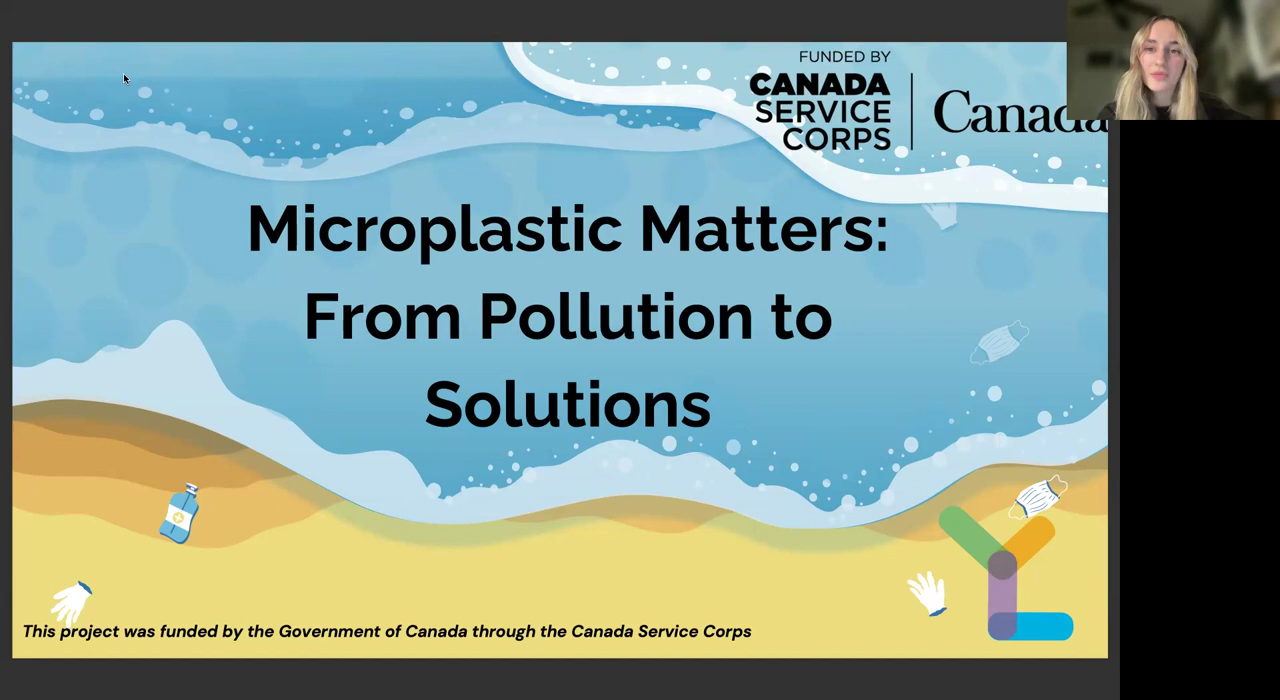 FUNDED BY
CANADA
SERVICE
CORPS
Canada
Microplastic Matters:
From Pollution to
Solutions
This project was funded by the Government of Canada through the Canada Service Corps